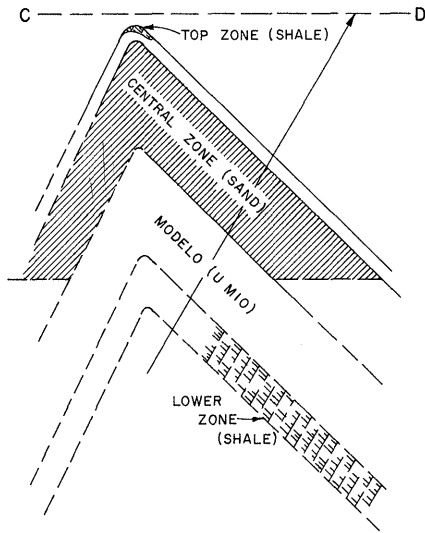 C
D
TOP ZONE (SHALE)
CENTRAL ZONE (SAND)
MODELO (U MIO)
LOWER
ZONE
(SHALE)